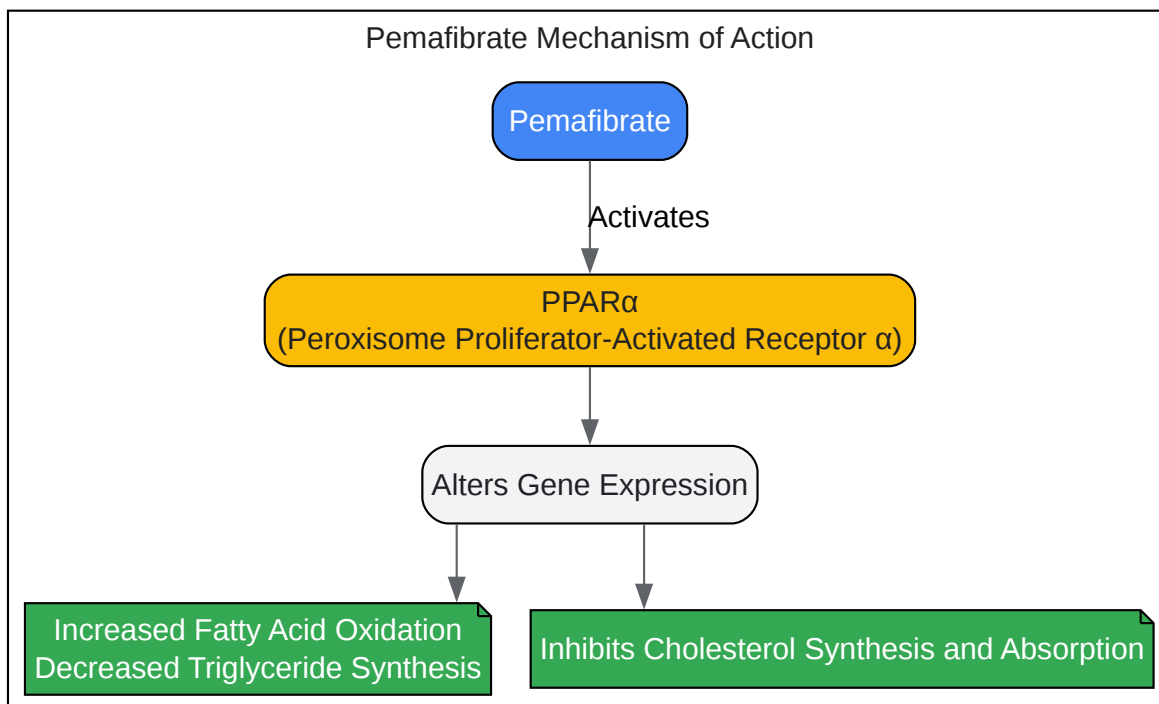 Pemafibrate Mechanism of Action
Pemafibrate
Activates
PPARα
(Peroxisome Proliferator-Activated Receptor α)
Alters Gene Expression
Increased Fatty Acid Oxidation
Decreased Triglyceride Synthesis
Inhibits Cholesterol Synthesis and Absorption